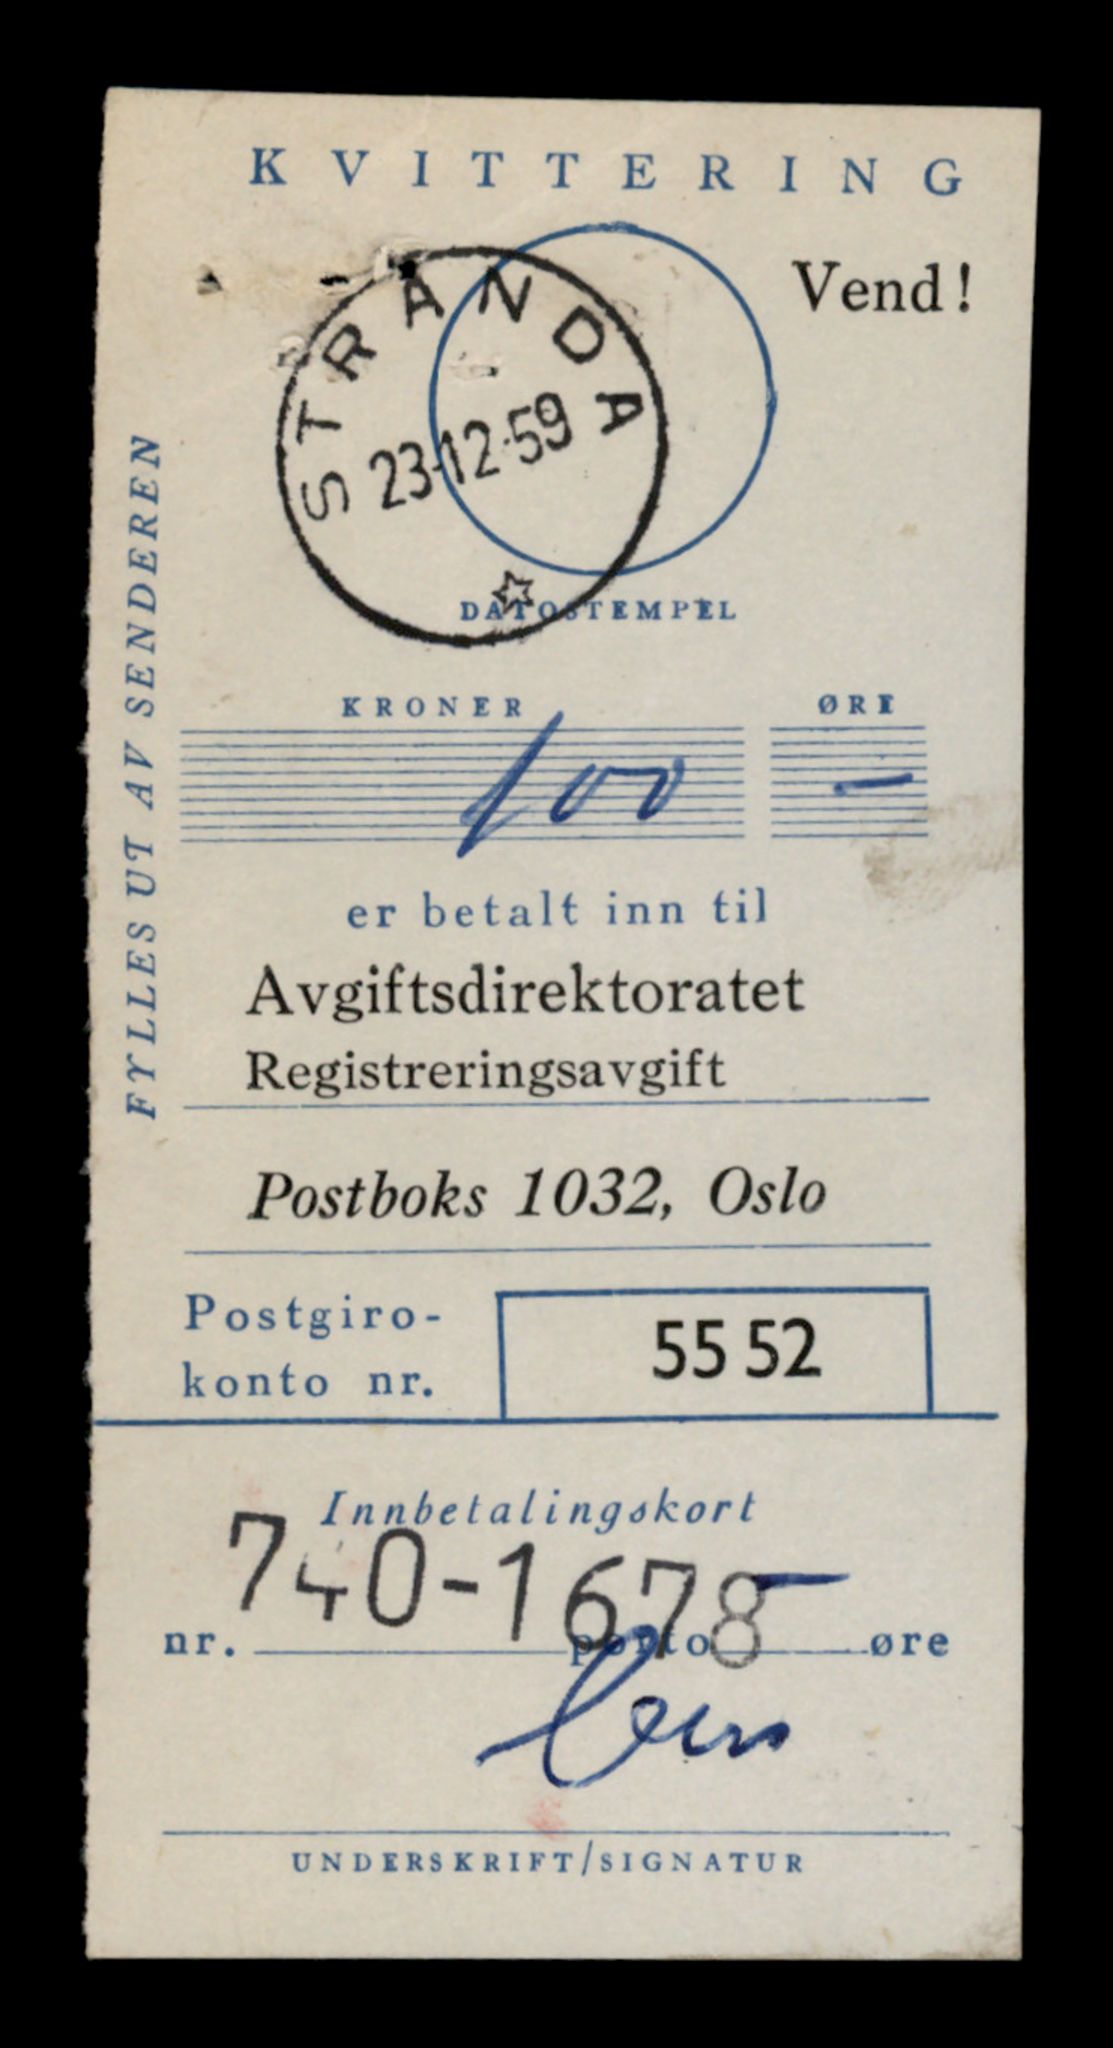 KVITTERING
Vend!
STRANDA
23-12-59
DATOSTEMPEL
FYLLES UT AV SENDEREN
KRONER ØRE
100 —
er betalt inn til
Avgiftsdirektoratet
Registreringsavgift
Postboks 1032, Oslo
Postgiro-
konto nr.
55 52
Innbetalingskort
740-1678
nr. porto øre
UNDERSKRIFT/SIGNATUR